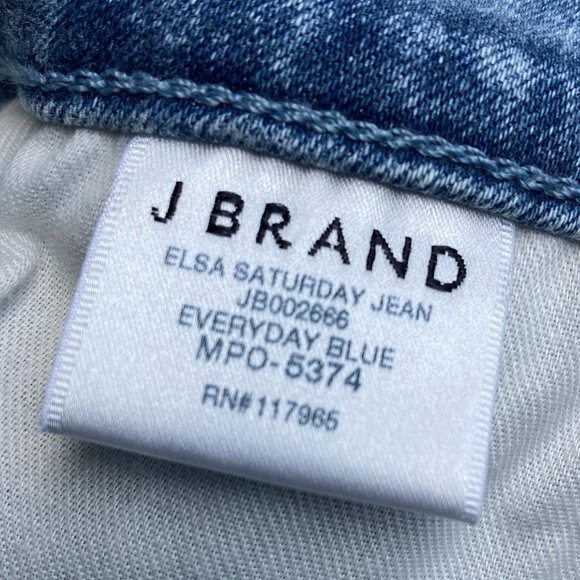 J BRAND
ELSA SATURDAY JEAN
JB002666
EVERYDAY BLUE
MPO-5374
RN#117965